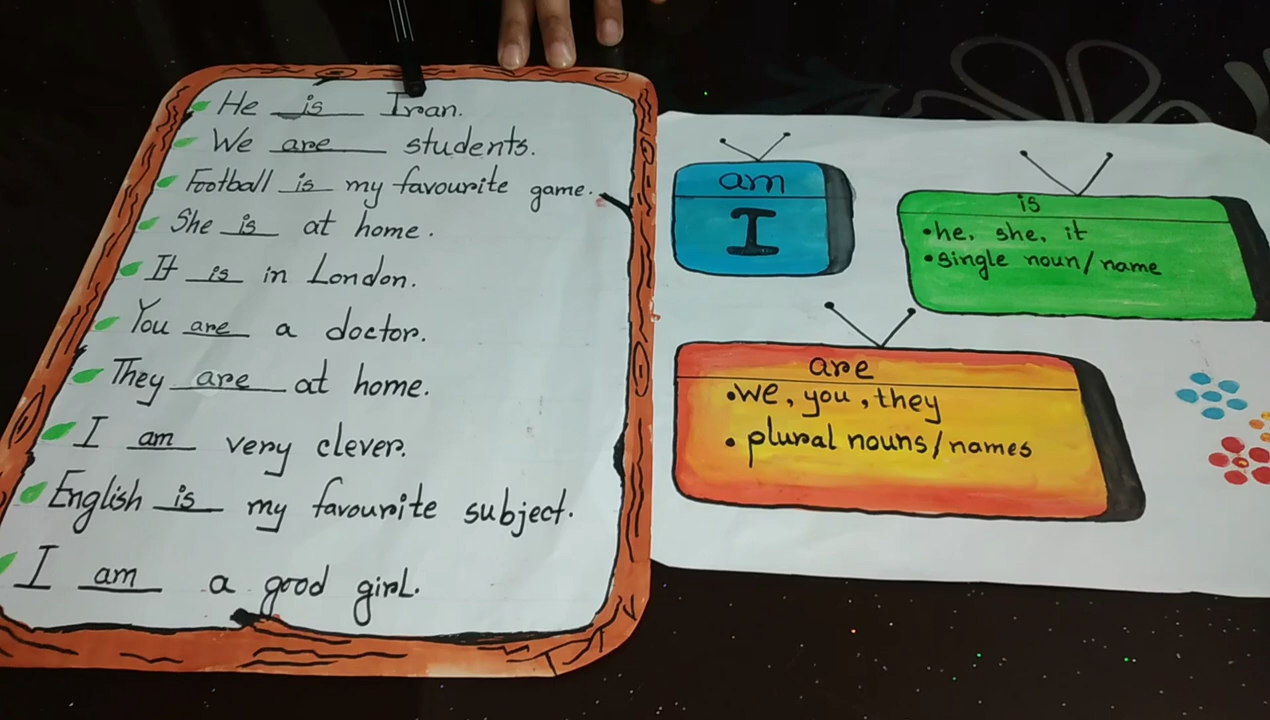 He is Iran.
We are students.
Football is my favourite game.
She is at home.
It is in London.
You are a doctor.
They are at home.
I am very clever.
English is my favourite subject.
I am a good girl.
am
I
is
•he, she, it
•single noun/name
are
•we, you, they
• plural nouns/names